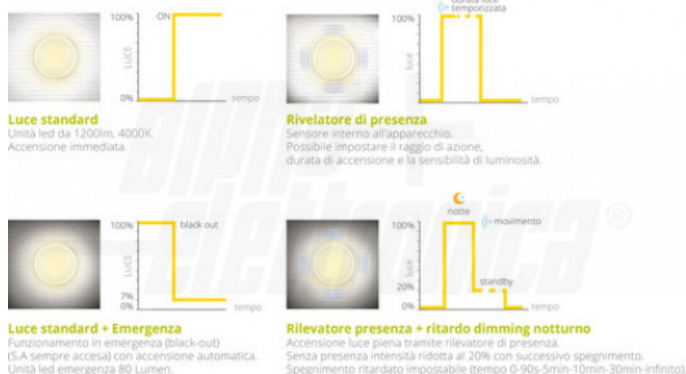 100%
ON
LUCE
0%
tempo
Luce standard
Unità led da 1200lm, 4000K.
Accensione immediata.
durata luce
temporizzata
100%
luce
0%
tempo
Rivelatore di presenza
Sensore interno all'apparecchio.
Possibile impostare il raggio di azione,
durata di accensione e la sensibilità di luminosità.
alpha
elettronica®
100%
black out
LUCE
7%
0%
tempo
Luce standard + Emergenza
Funzionamento in emergenza (black-out)
(S.A sempre accesa) con accensione automatica.
Unità led emergenza 80 Lumen.
notte
100%
movimento
luce
standby
20%
0%
tempo
Rilevatore presenza + ritardo dimming notturno
Accensione luce piena tramite rilevatore di presenza.
Senza presenza intensità ridotta al 20% con successivo spegnimento.
Spegnimento ritardato impostabile (tempo 0-90s-5min-10min-30min-infinito)